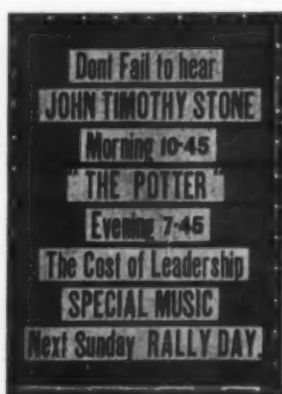 Dont Fail to hear
JOHN TIMOTHY STONE
Morning 10-45
"THE POTTER"
Evening 7-45
The Cost of Leadership
SPECIAL MUSIC
Next Sunday RALLY DAY.